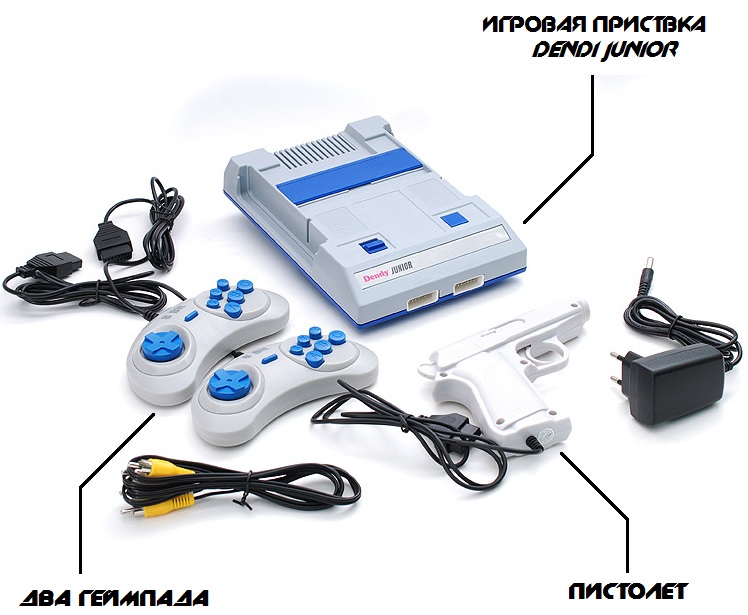 ИГРОВАЯ ПРИСТВКА
DENDI JUNIOR
Dendy JUNIOR
ДВА ГЕЙМПАДА
ПИСТОЛЕТ